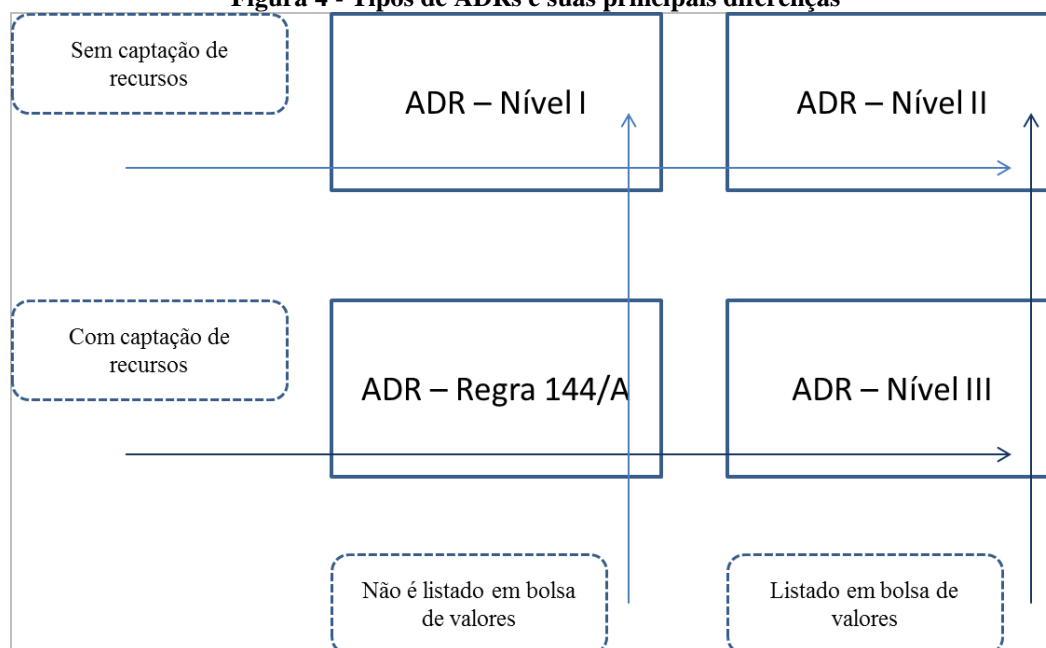 Figura 4 - Tipos de ADRs e suas principais diferenças
Sem captação de
recursos
ADR – Nível I
ADR – Nível II
Com captação de
recursos
ADR – Regra 144/A
ADR – Nível III
Não é listado em bolsa
de valores
Listado em bolsa de
valores